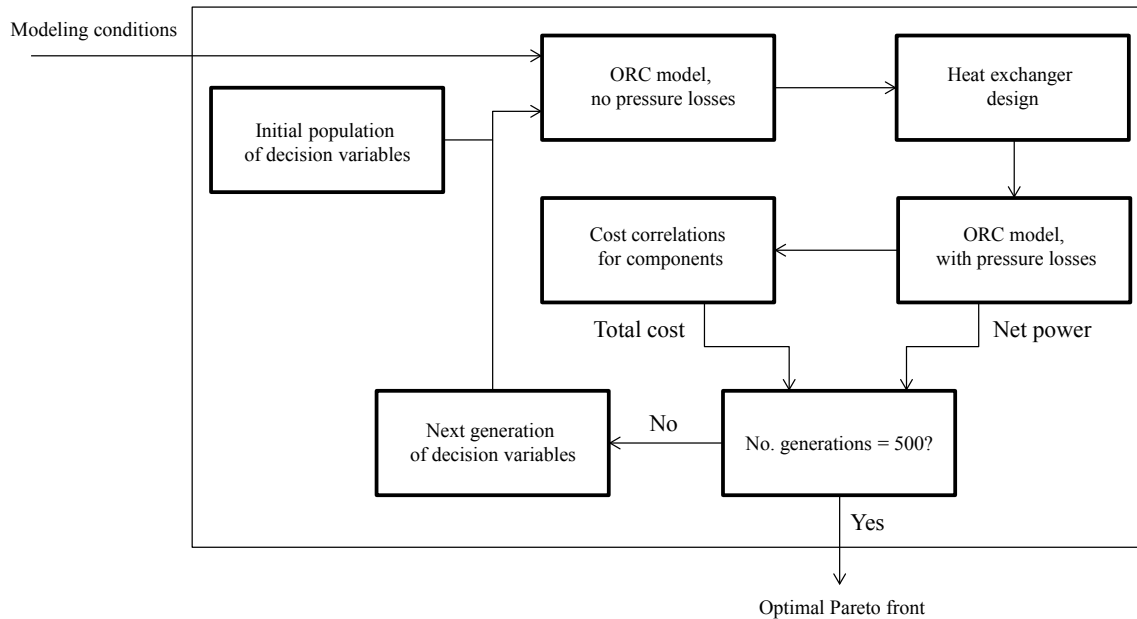 Modeling conditions
ORC model,
no pressure losses
Heat exchanger
design
Initial population
of decision variables
Cost correlations
for components
ORC model,
with pressure losses
Total cost
Net power
Next generation
of decision variables
No
No. generations = 500?
Yes
Optimal Pareto front